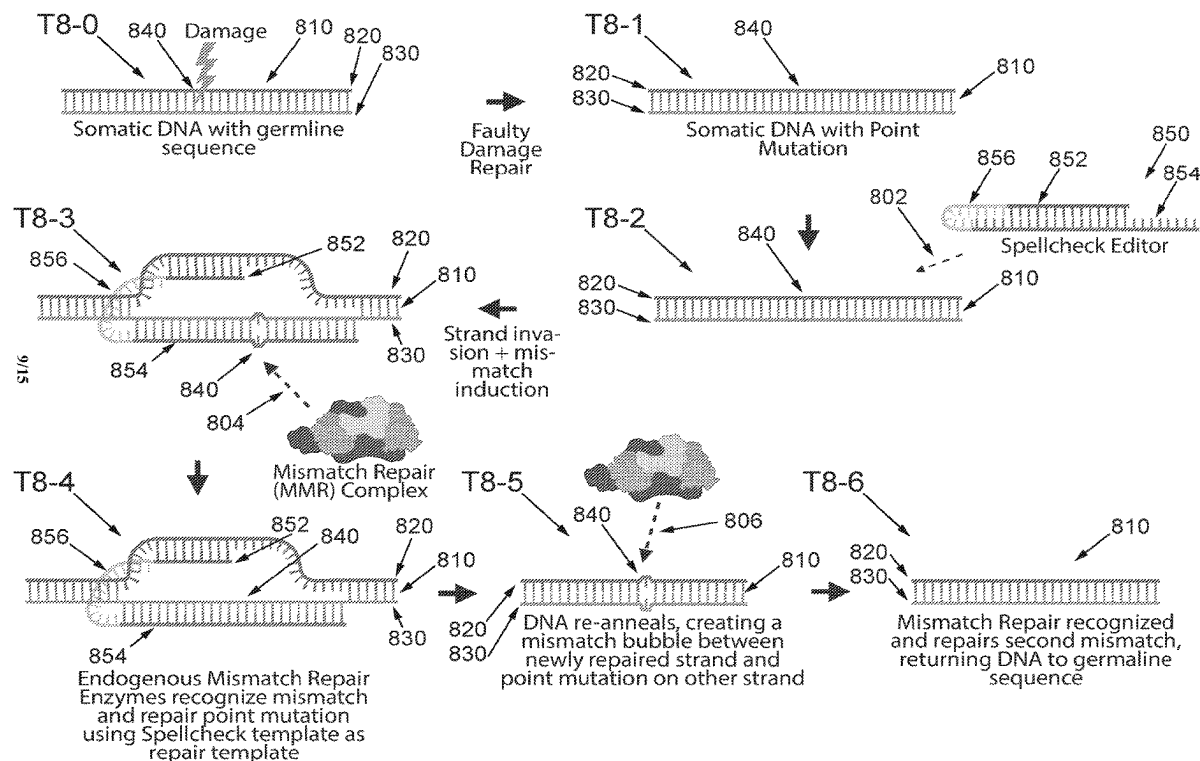 T8-0
840
Damage
810
820
830
Somatic DNA with germline
sequence
Faulty
Damage
Repair
T8-1
840
820
830
810
Somatic DNA with Point
Mutation
850
856
852
854
Spellcheck Editor
802
T8-2
840
820
830
810
Strand inva-
sion + mis-
match
induction
T8-3
856
852
820
810
830
854
840
804
9/15
Mismatch Repair
(MMR) Complex
T8-4
856
852
840
820
810
830
854
Endogenous Mismatch Repair
Enzymes recognize mismatch
and repair point mutation
using Spellcheck template as
repair template
T8-5
840
806
810
820
830
DNA re-anneals, creating a
mismatch bubble between
newly repaired strand and
point mutation on other strand
T8-6
810
820
830
Mismatch Repair recognized
and repairs second mismatch,
returning DNA to germaline
sequence